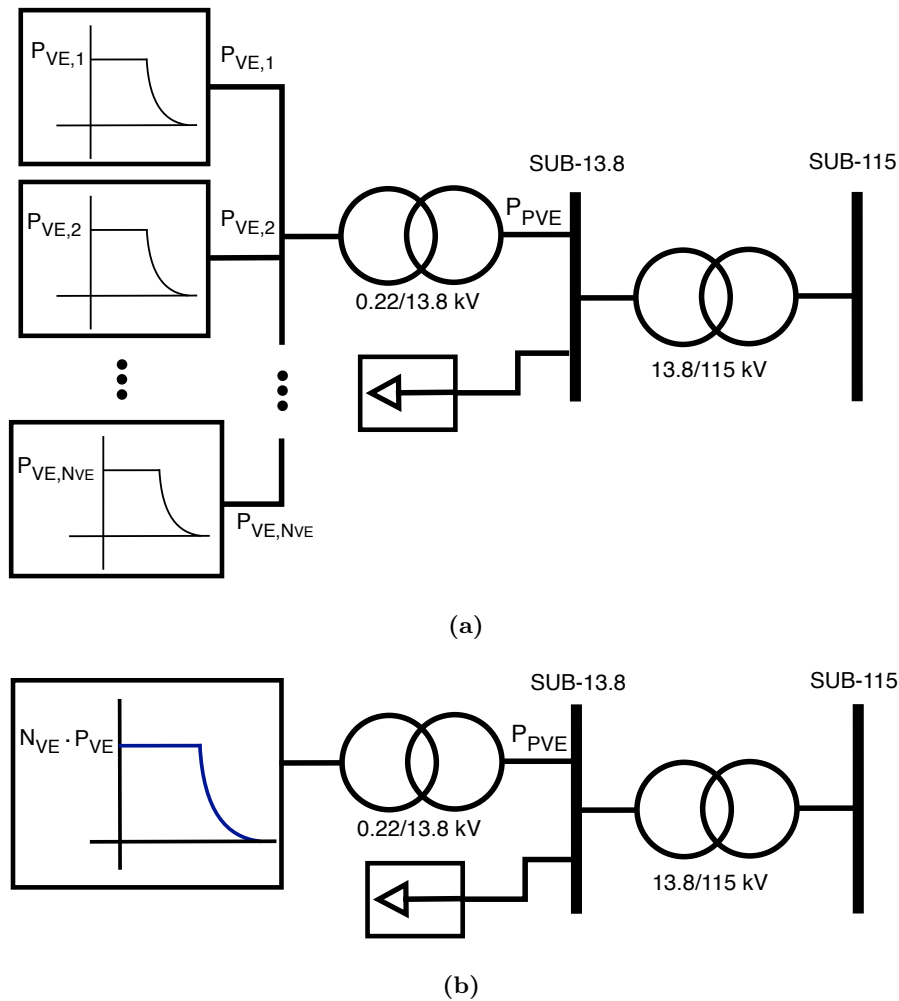 P_VE,1
P_VE,1
P_VE,2
P_VE,2
SUB-13.8
SUB-115
P_PVE
0.22/13.8 kV
13.8/115 kV
P_VE,NVE
P_VE,NVE
(a)
SUB-13.8
SUB-115
N_VE · P_VE
P_PVE
0.22/13.8 kV
13.8/115 kV
(b)